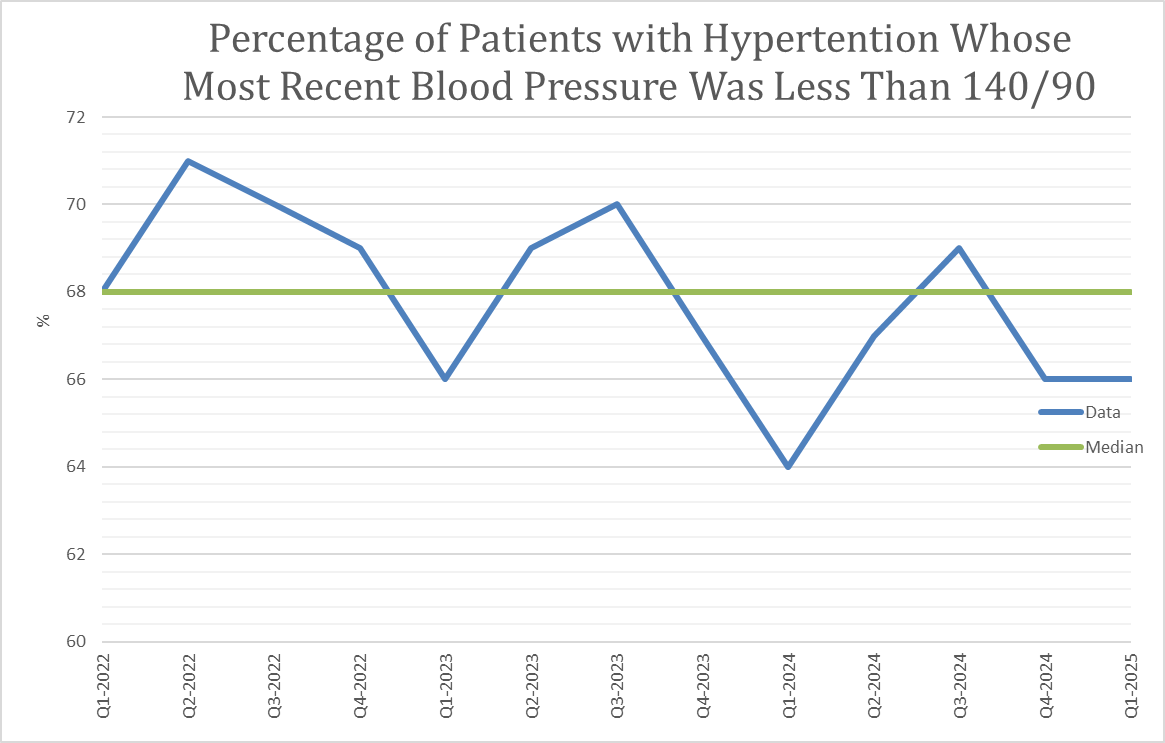 Percentage of Patients with Hypertention Whose
Most Recent Blood Pressure Was Less Than 140/90
72
70
68
66
64
62
60
%
Data
Median
Q1-2022
Q2-2022
Q3-2022
Q4-2022
Q1-2023
Q2-2023
Q3-2023
Q4-2023
Q1-2024
Q2-2024
Q3-2024
Q4-2024
Q1-2025